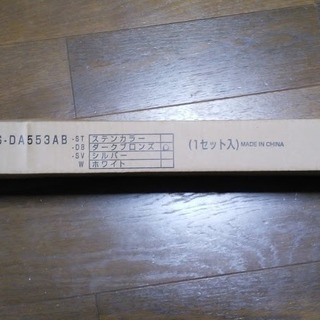 G-DA553AB -ST ステンカラー
-DB ダークブロンズ ○
-SV シルバー
W ホワイト
(1セット入) MADE IN CHINA